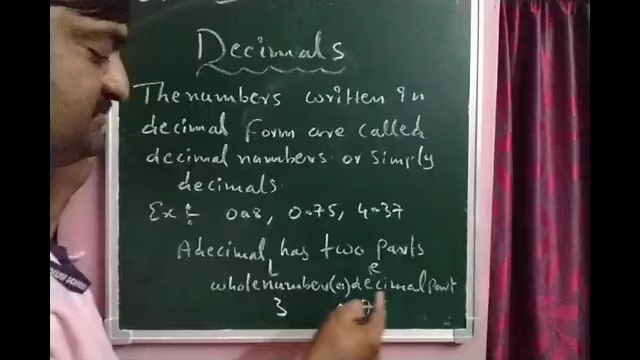 Decimals
The numbers written in
decimal form are called
decimal numbers or simply
decimals.
Ex:- 0.8, 0.75, 4.37
A decimal has two parts
L R
whole numbers (or) decimal part
3